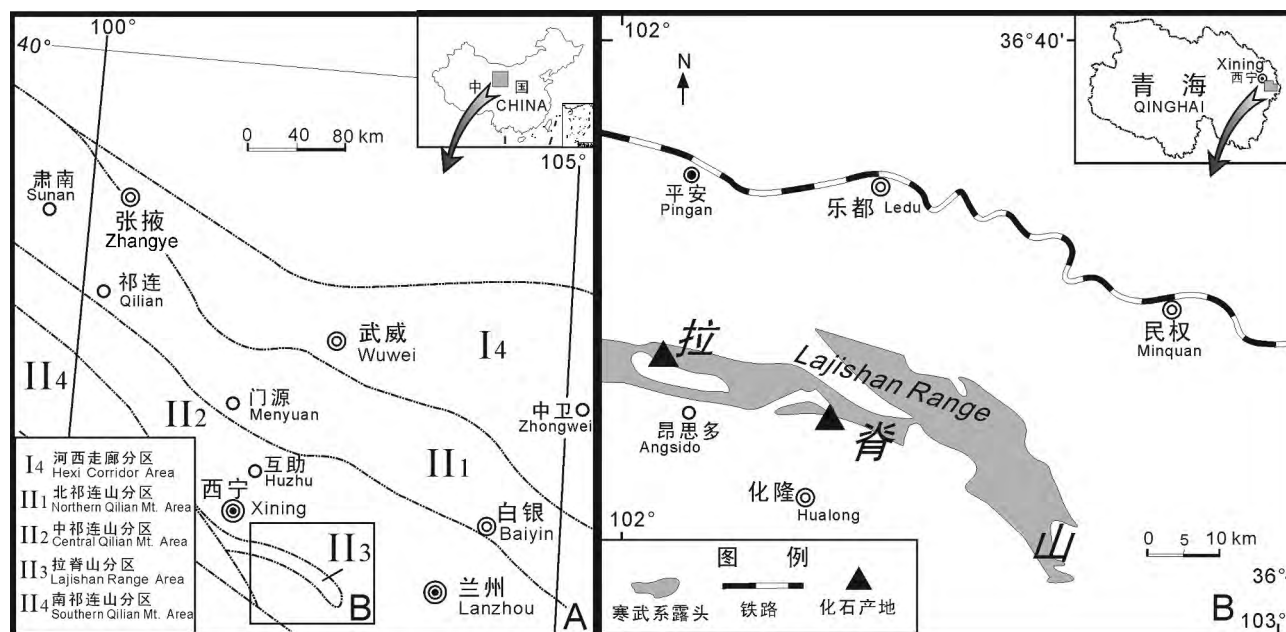 100°
40°
中 国
CHINA
0 40 80 km
105°
肃南
Sunan
张掖
Zhangye
祁连
Qilian
武威
Wuwei
I4
II4
II2
门源
Menyuan
中卫
Zhongwei
II1
互助
Huzhu
西宁
Xining
白银
Baiyin
II3
兰州
Lanzhou
B
A
I4 河西走廊分区
Hexi Corridor Area
II1 北祁连山分区
Northern Qilian Mt. Area
II2 中祁连山分区
Central Qilian Mt. Area
II3 拉脊山分区
Lajishan Range Area
II4 南祁连山分区
Southern Qilian Mt. Area
102°
36°40'
N
Xining
西宁
青 海
QINGHAI
平安
Pingan
乐都 Ledu
民权
Minquan
拉
Lajishan Range
脊
昂思多
Angsido
化隆
Hualong
山
102°
0 5 10 km
36°
103°
图 例
寒武系露头
铁路
化石产地
B